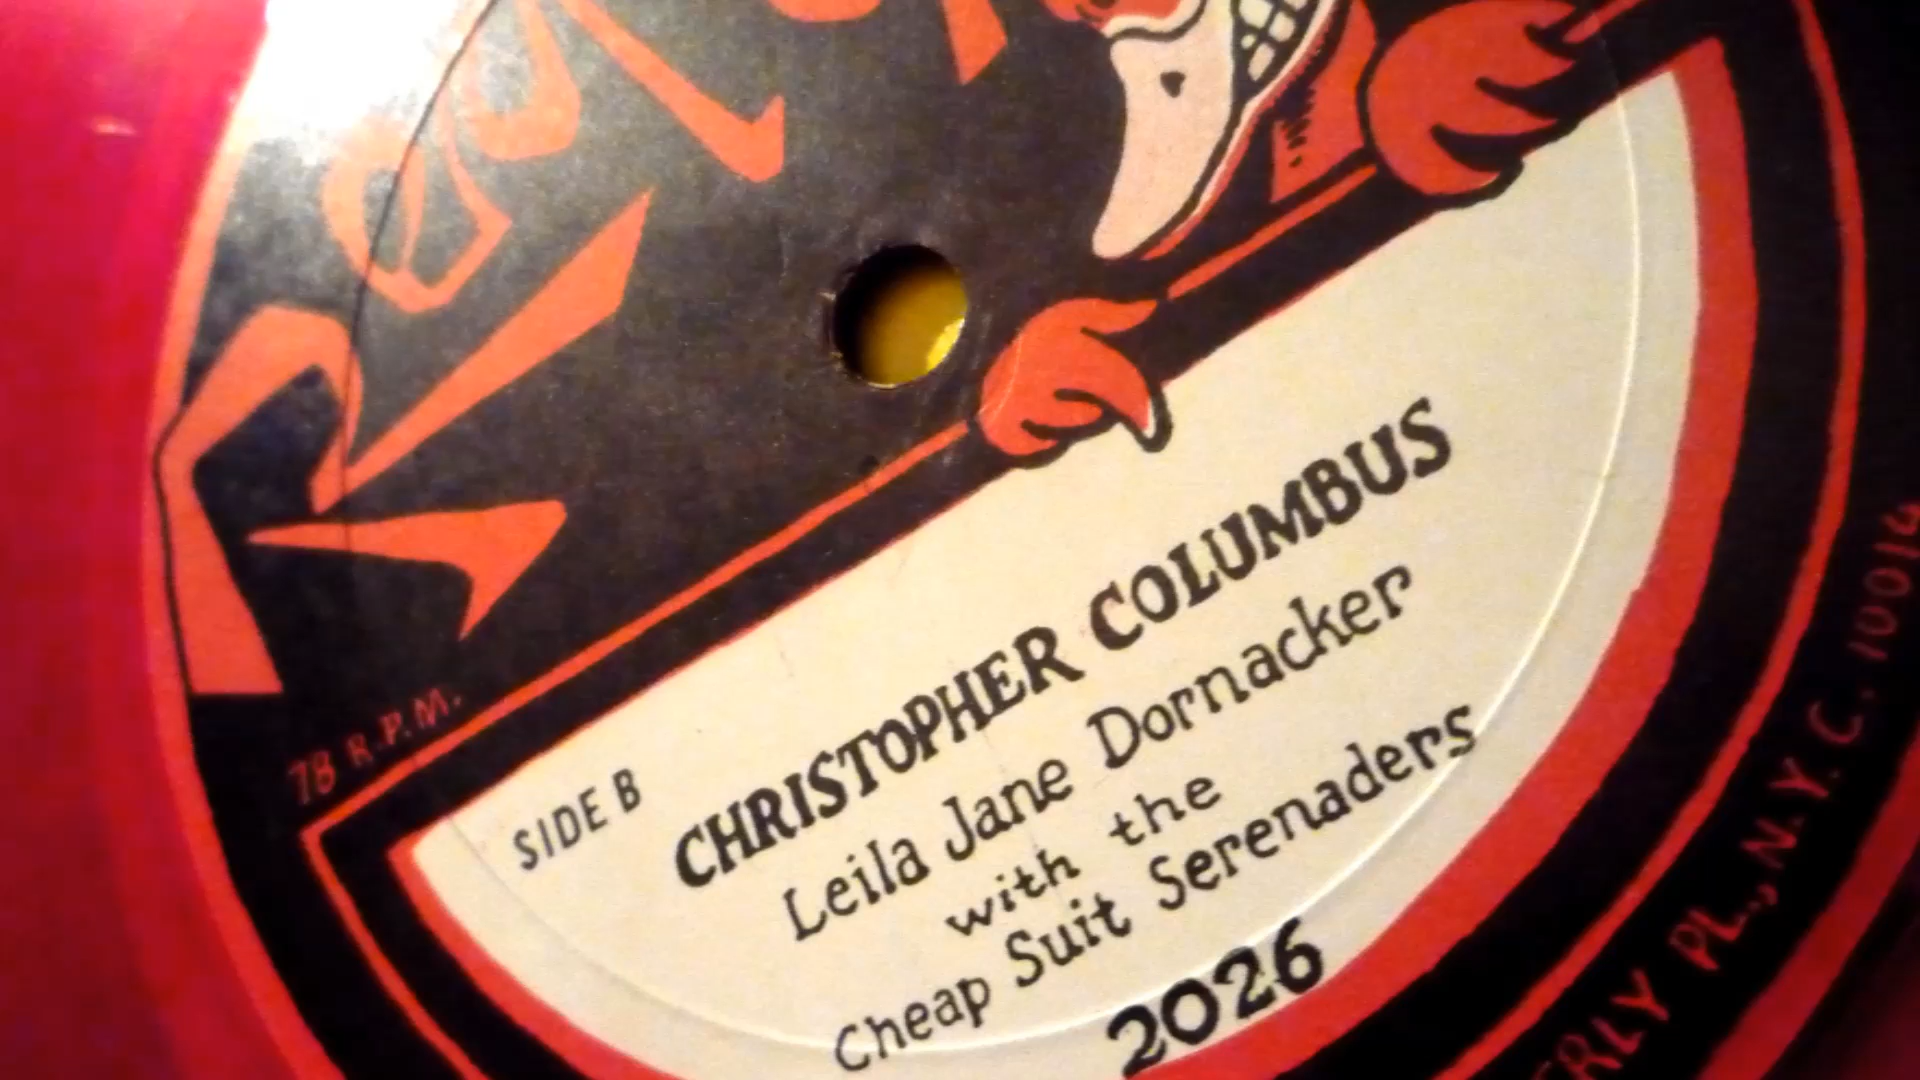 78 R.P.M.
SIDE B
CHRISTOPHER COLUMBUS
Leila Jane Dornacker
with the
Cheap Suit Serenaders
2026
PL., N.Y.C. 10014